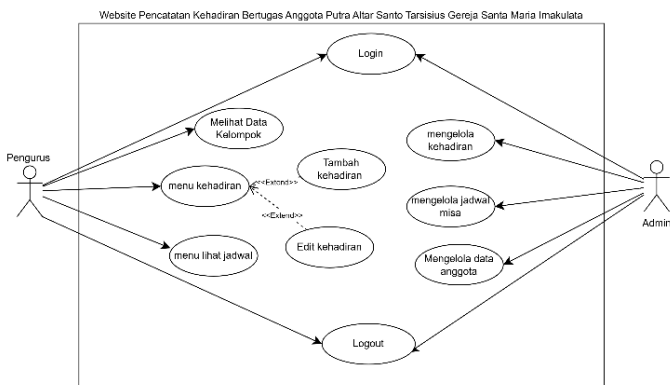 Website Pencatatan Kehadiran Bertugas Anggota Putra Altar Santo Tarsisius Gereja Santa Maria Imakulata
Login
Melihat Data
Kelompok
mengelola
kehadiran
Pengurus
Tambah
kehadiran
menu kehadiran
<<Extend>>
mengelola jadwal
misa
Admin
<<Extend>>
Edit kehadiran
menu lihat jadwal
Mengelola data
anggota
Logout